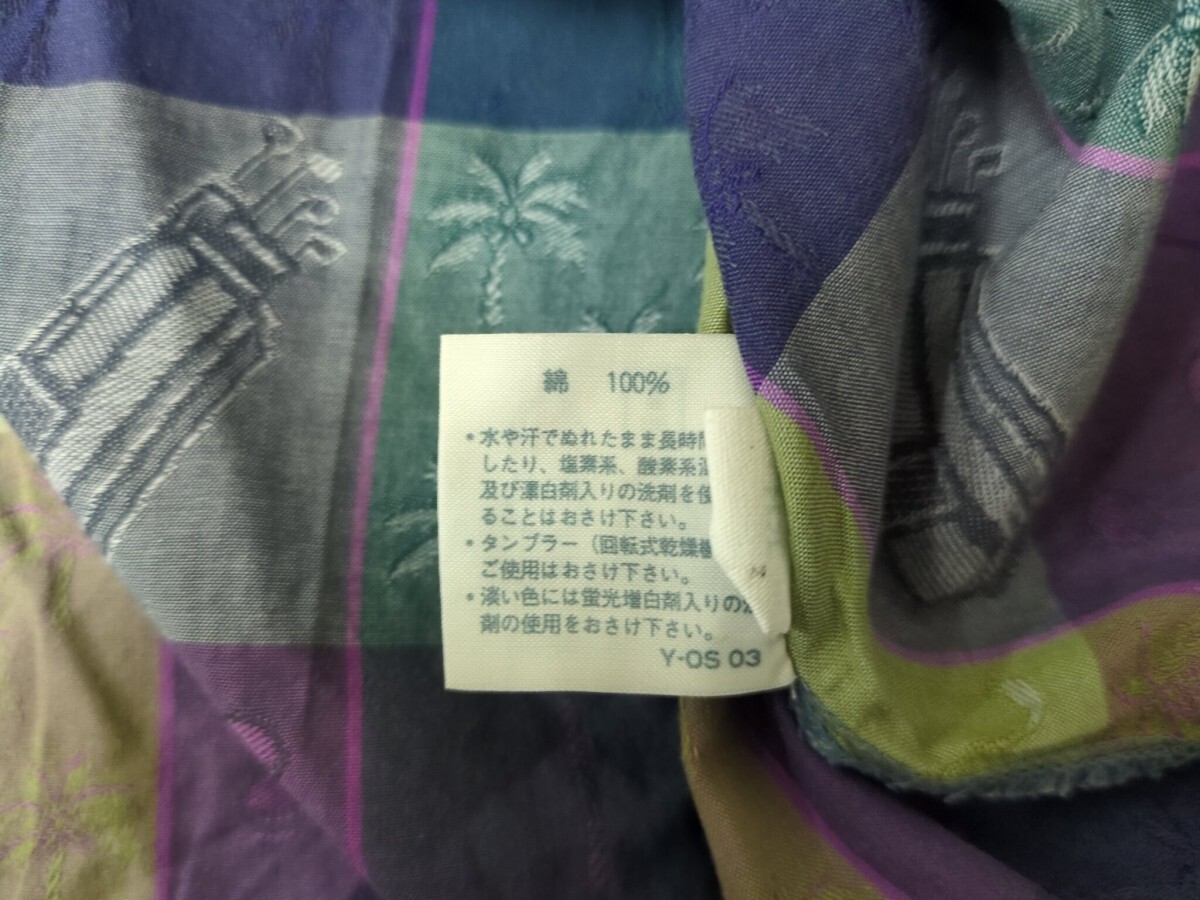 綿 100%
・水や汗でぬれたまま長時
したり、塩素系、酸素系
及び漂白剤入りの洗剤を
ることはおさけ下さい。
・タンブラー（回転式乾燥
ご使用はおさけ下さい。
・淡い色には蛍光増白剤入りの
剤の使用をおさけ下さい。
Y-OS 03